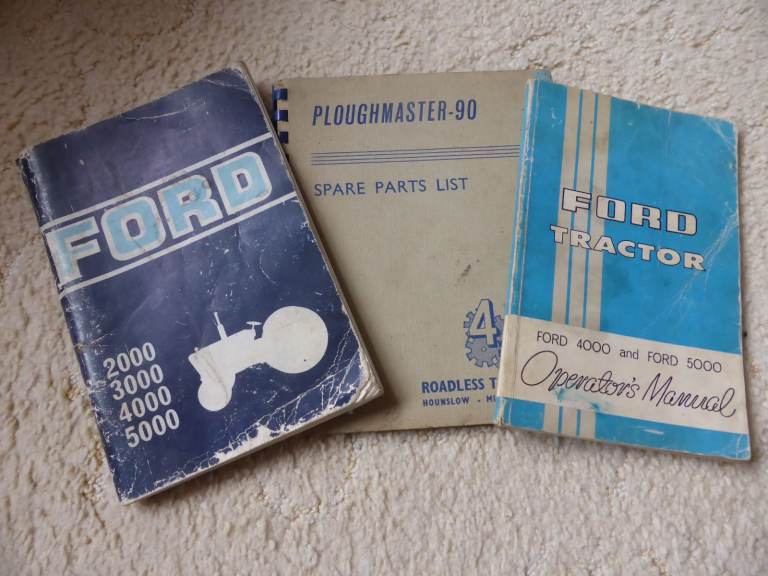 FORD
2000
3000
4000
5000
PLOUGHMASTER-90
SPARE PARTS LIST
4
ROADLESS
HOUNSLOW -
FORD
TRACTOR
FORD 4000 and FORD 5000
Operator's Manual